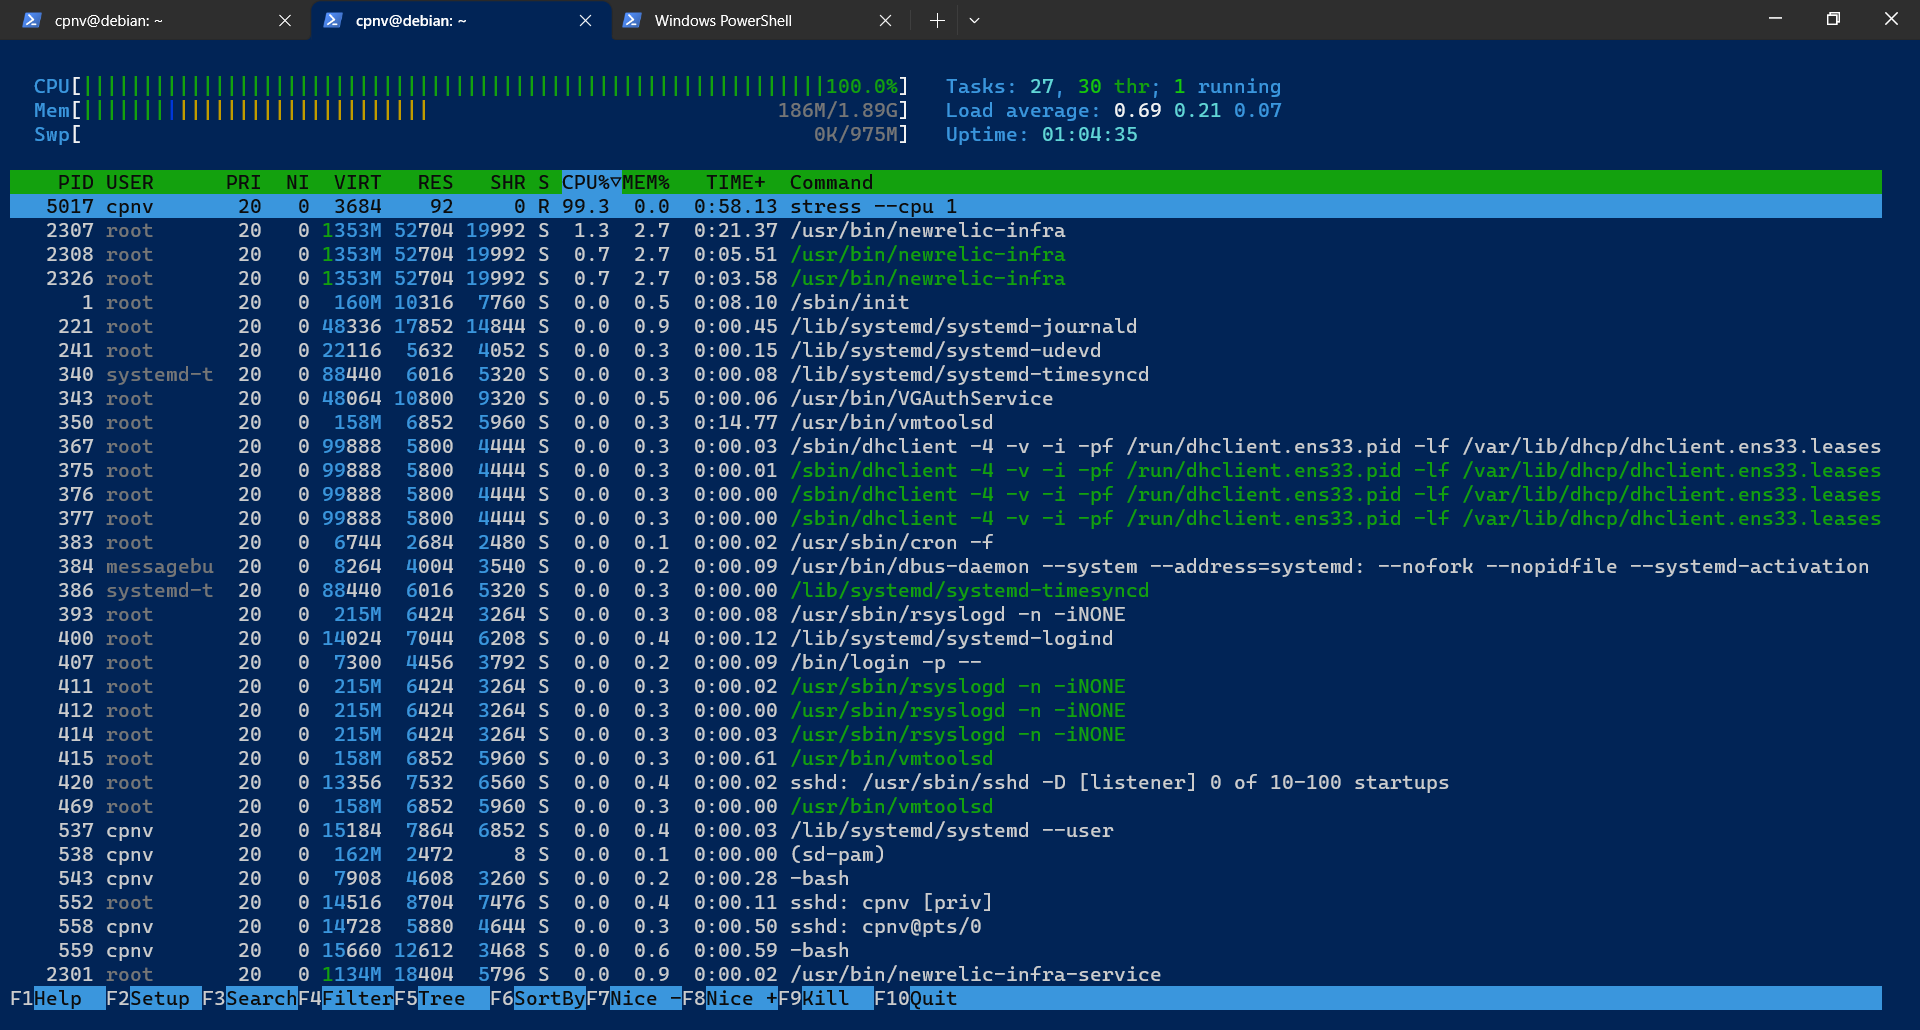 cpnv@debian: ~ cpnv@debian: ~ Windows PowerShell
CPU[||||||||||||||||||||||||||||||||||||||||||||||||||||||||||||||100.0%] Tasks: 27, 30 thr; 1 running
Mem[||||||||||||||||||||||||||||| 186M/1.89G] Load average: 0.69 0.21 0.07
Swp[ 0K/975M] Uptime: 01:04:35
PID USER PRI NI VIRT RES SHR S CPU%▽MEM% TIME+ Command
5017 cpnv 20 0 3684 92 0 R 99.3 0.0 0:58.13 stress --cpu 1
2307 root 20 0 1353M 52704 19992 S 1.3 2.7 0:21.37 /usr/bin/newrelic-infra
2308 root 20 0 1353M 52704 19992 S 0.7 2.7 0:05.51 /usr/bin/newrelic-infra
2326 root 20 0 1353M 52704 19992 S 0.7 2.7 0:03.58 /usr/bin/newrelic-infra
1 root 20 0 160M 10316 7760 S 0.0 0.5 0:08.10 /sbin/init
221 root 20 0 48336 17852 14844 S 0.0 0.9 0:00.45 /lib/systemd/systemd-journald
241 root 20 0 22116 5632 4052 S 0.0 0.3 0:00.15 /lib/systemd/systemd-udevd
340 systemd-t 20 0 88440 6016 5320 S 0.0 0.3 0:00.08 /lib/systemd/systemd-timesyncd
343 root 20 0 48064 10800 9320 S 0.0 0.5 0:00.06 /usr/bin/VGAuthService
350 root 20 0 158M 6852 5960 S 0.0 0.3 0:14.77 /usr/bin/vmtoolsd
367 root 20 0 99888 5800 4444 S 0.0 0.3 0:00.03 /sbin/dhclient -4 -v -i -pf /run/dhclient.ens33.pid -lf /var/lib/dhcp/dhclient.ens33.leases
375 root 20 0 99888 5800 4444 S 0.0 0.3 0:00.01 /sbin/dhclient -4 -v -i -pf /run/dhclient.ens33.pid -lf /var/lib/dhcp/dhclient.ens33.leases
376 root 20 0 99888 5800 4444 S 0.0 0.3 0:00.00 /sbin/dhclient -4 -v -i -pf /run/dhclient.ens33.pid -lf /var/lib/dhcp/dhclient.ens33.leases
377 root 20 0 99888 5800 4444 S 0.0 0.3 0:00.00 /sbin/dhclient -4 -v -i -pf /run/dhclient.ens33.pid -lf /var/lib/dhcp/dhclient.ens33.leases
383 root 20 0 6744 2684 2480 S 0.0 0.1 0:00.02 /usr/sbin/cron -f
384 messagebu 20 0 8264 4004 3540 S 0.0 0.2 0:00.09 /usr/bin/dbus-daemon --system --address=systemd: --nofork --nopidfile --systemd-activation
386 systemd-t 20 0 88440 6016 5320 S 0.0 0.3 0:00.00 /lib/systemd/systemd-timesyncd
393 root 20 0 215M 6424 3264 S 0.0 0.3 0:00.08 /usr/sbin/rsyslogd -n -iNONE
400 root 20 0 14024 7044 6208 S 0.0 0.4 0:00.12 /lib/systemd/systemd-logind
407 root 20 0 7300 4456 3792 S 0.0 0.2 0:00.09 /bin/login -p --
411 root 20 0 215M 6424 3264 S 0.0 0.3 0:00.02 /usr/sbin/rsyslogd -n -iNONE
412 root 20 0 215M 6424 3264 S 0.0 0.3 0:00.00 /usr/sbin/rsyslogd -n -iNONE
414 root 20 0 215M 6424 3264 S 0.0 0.3 0:00.03 /usr/sbin/rsyslogd -n -iNONE
415 root 20 0 158M 6852 5960 S 0.0 0.3 0:00.61 /usr/bin/vmtoolsd
420 root 20 0 13356 7532 6560 S 0.0 0.4 0:00.02 sshd: /usr/sbin/sshd -D [listener] 0 of 10-100 startups
469 root 20 0 158M 6852 5960 S 0.0 0.3 0:00.00 /usr/bin/vmtoolsd
537 cpnv 20 0 15184 7864 6852 S 0.0 0.4 0:00.03 /lib/systemd/systemd --user
538 cpnv 20 0 162M 2472 8 S 0.0 0.1 0:00.00 (sd-pam)
543 cpnv 20 0 7908 4608 3260 S 0.0 0.2 0:00.28 -bash
552 root 20 0 14516 8704 7476 S 0.0 0.4 0:00.11 sshd: cpnv [priv]
558 cpnv 20 0 14728 5880 4644 S 0.0 0.3 0:00.50 sshd: cpnv@pts/0
559 cpnv 20 0 15660 12612 3468 S 0.0 0.6 0:00.59 -bash
2301 root 20 0 1134M 18404 5796 S 0.0 0.9 0:00.02 /usr/bin/newrelic-infra-service
F1Help F2Setup F3SearchF4FilterF5Tree F6SortByF7Nice -F8Nice +F9Kill F10Quit